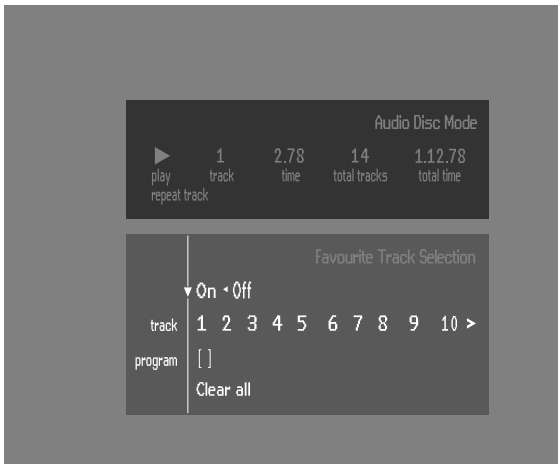 Audio Disc Mode
1 2.78 14 1.12.78
play track time total tracks total time
repeat track
Favourite Track Selection
On Off
track 1 2 3 4 5 6 7 8 9 10 >
program [ ]
Clear all